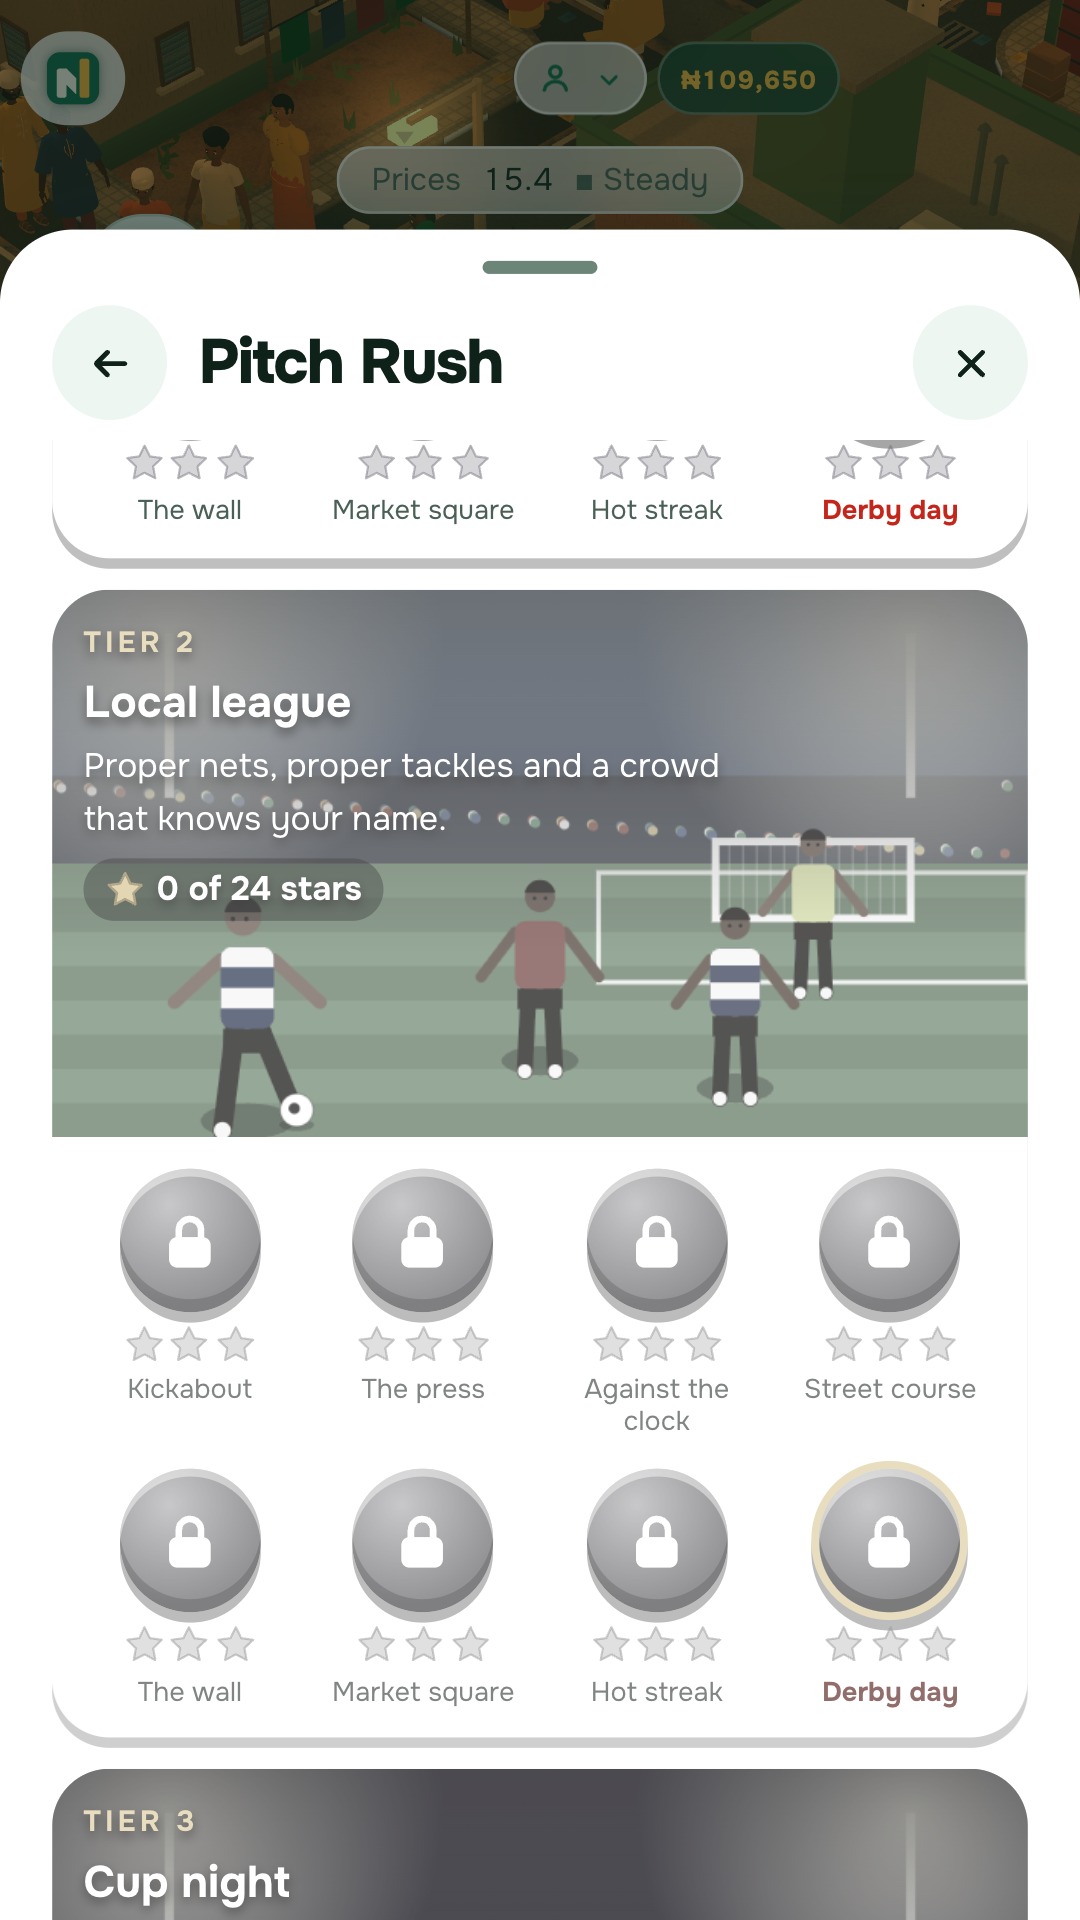 ₦109,650
Prices 15.4 Steady
Pitch Rush
The wall
Market square
Hot streak
Derby day
TIER 2
Local league
Proper nets, proper tackles and a crowd
that knows your name.
0 of 24 stars
Kickabout
The press
Against the
clock
Street course
The wall
Market square
Hot streak
Derby day
TIER 3
Cup night